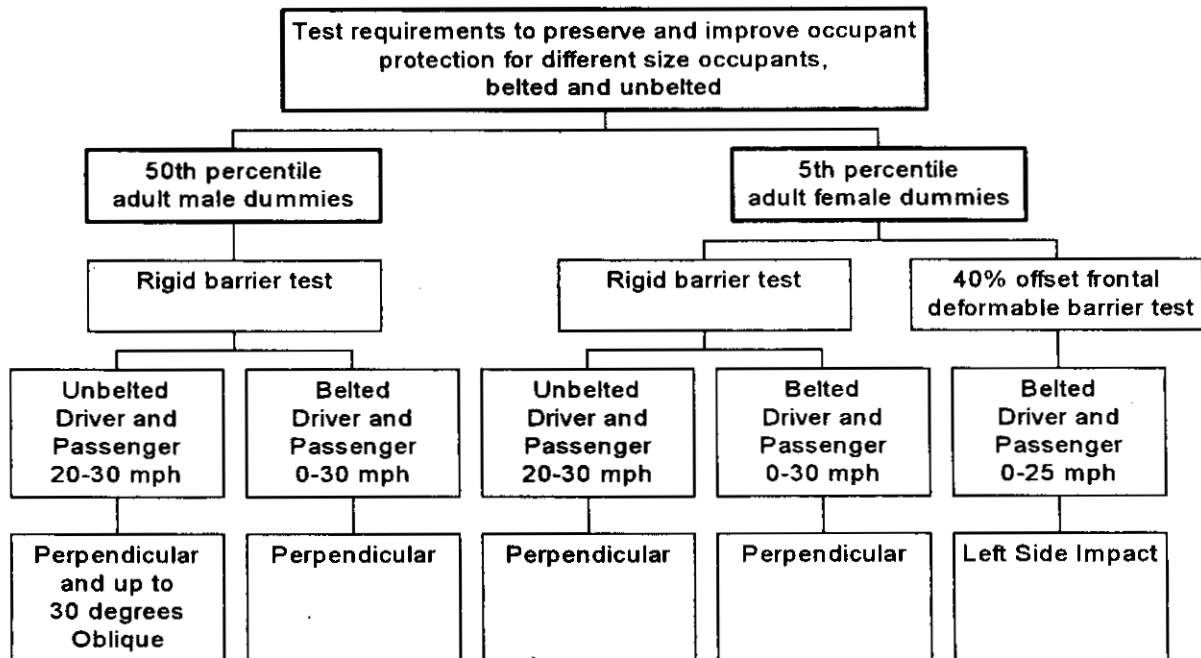 Test requirements to preserve and improve occupant
protection for different size occupants,
belted and unbelted
50th percentile
adult male dummies
5th percentile
adult female dummies
Rigid barrier test
Rigid barrier test
40% offset frontal
deformable barrier test
Unbelted
Driver and
Passenger
20-30 mph
Belted
Driver and
Passenger
0-30 mph
Unbelted
Driver and
Passenger
20-30 mph
Belted
Driver and
Passenger
0-30 mph
Belted
Driver and
Passenger
0-25 mph
Perpendicular
and up to
30 degrees
Oblique
Perpendicular
Perpendicular
Perpendicular
Left Side Impact